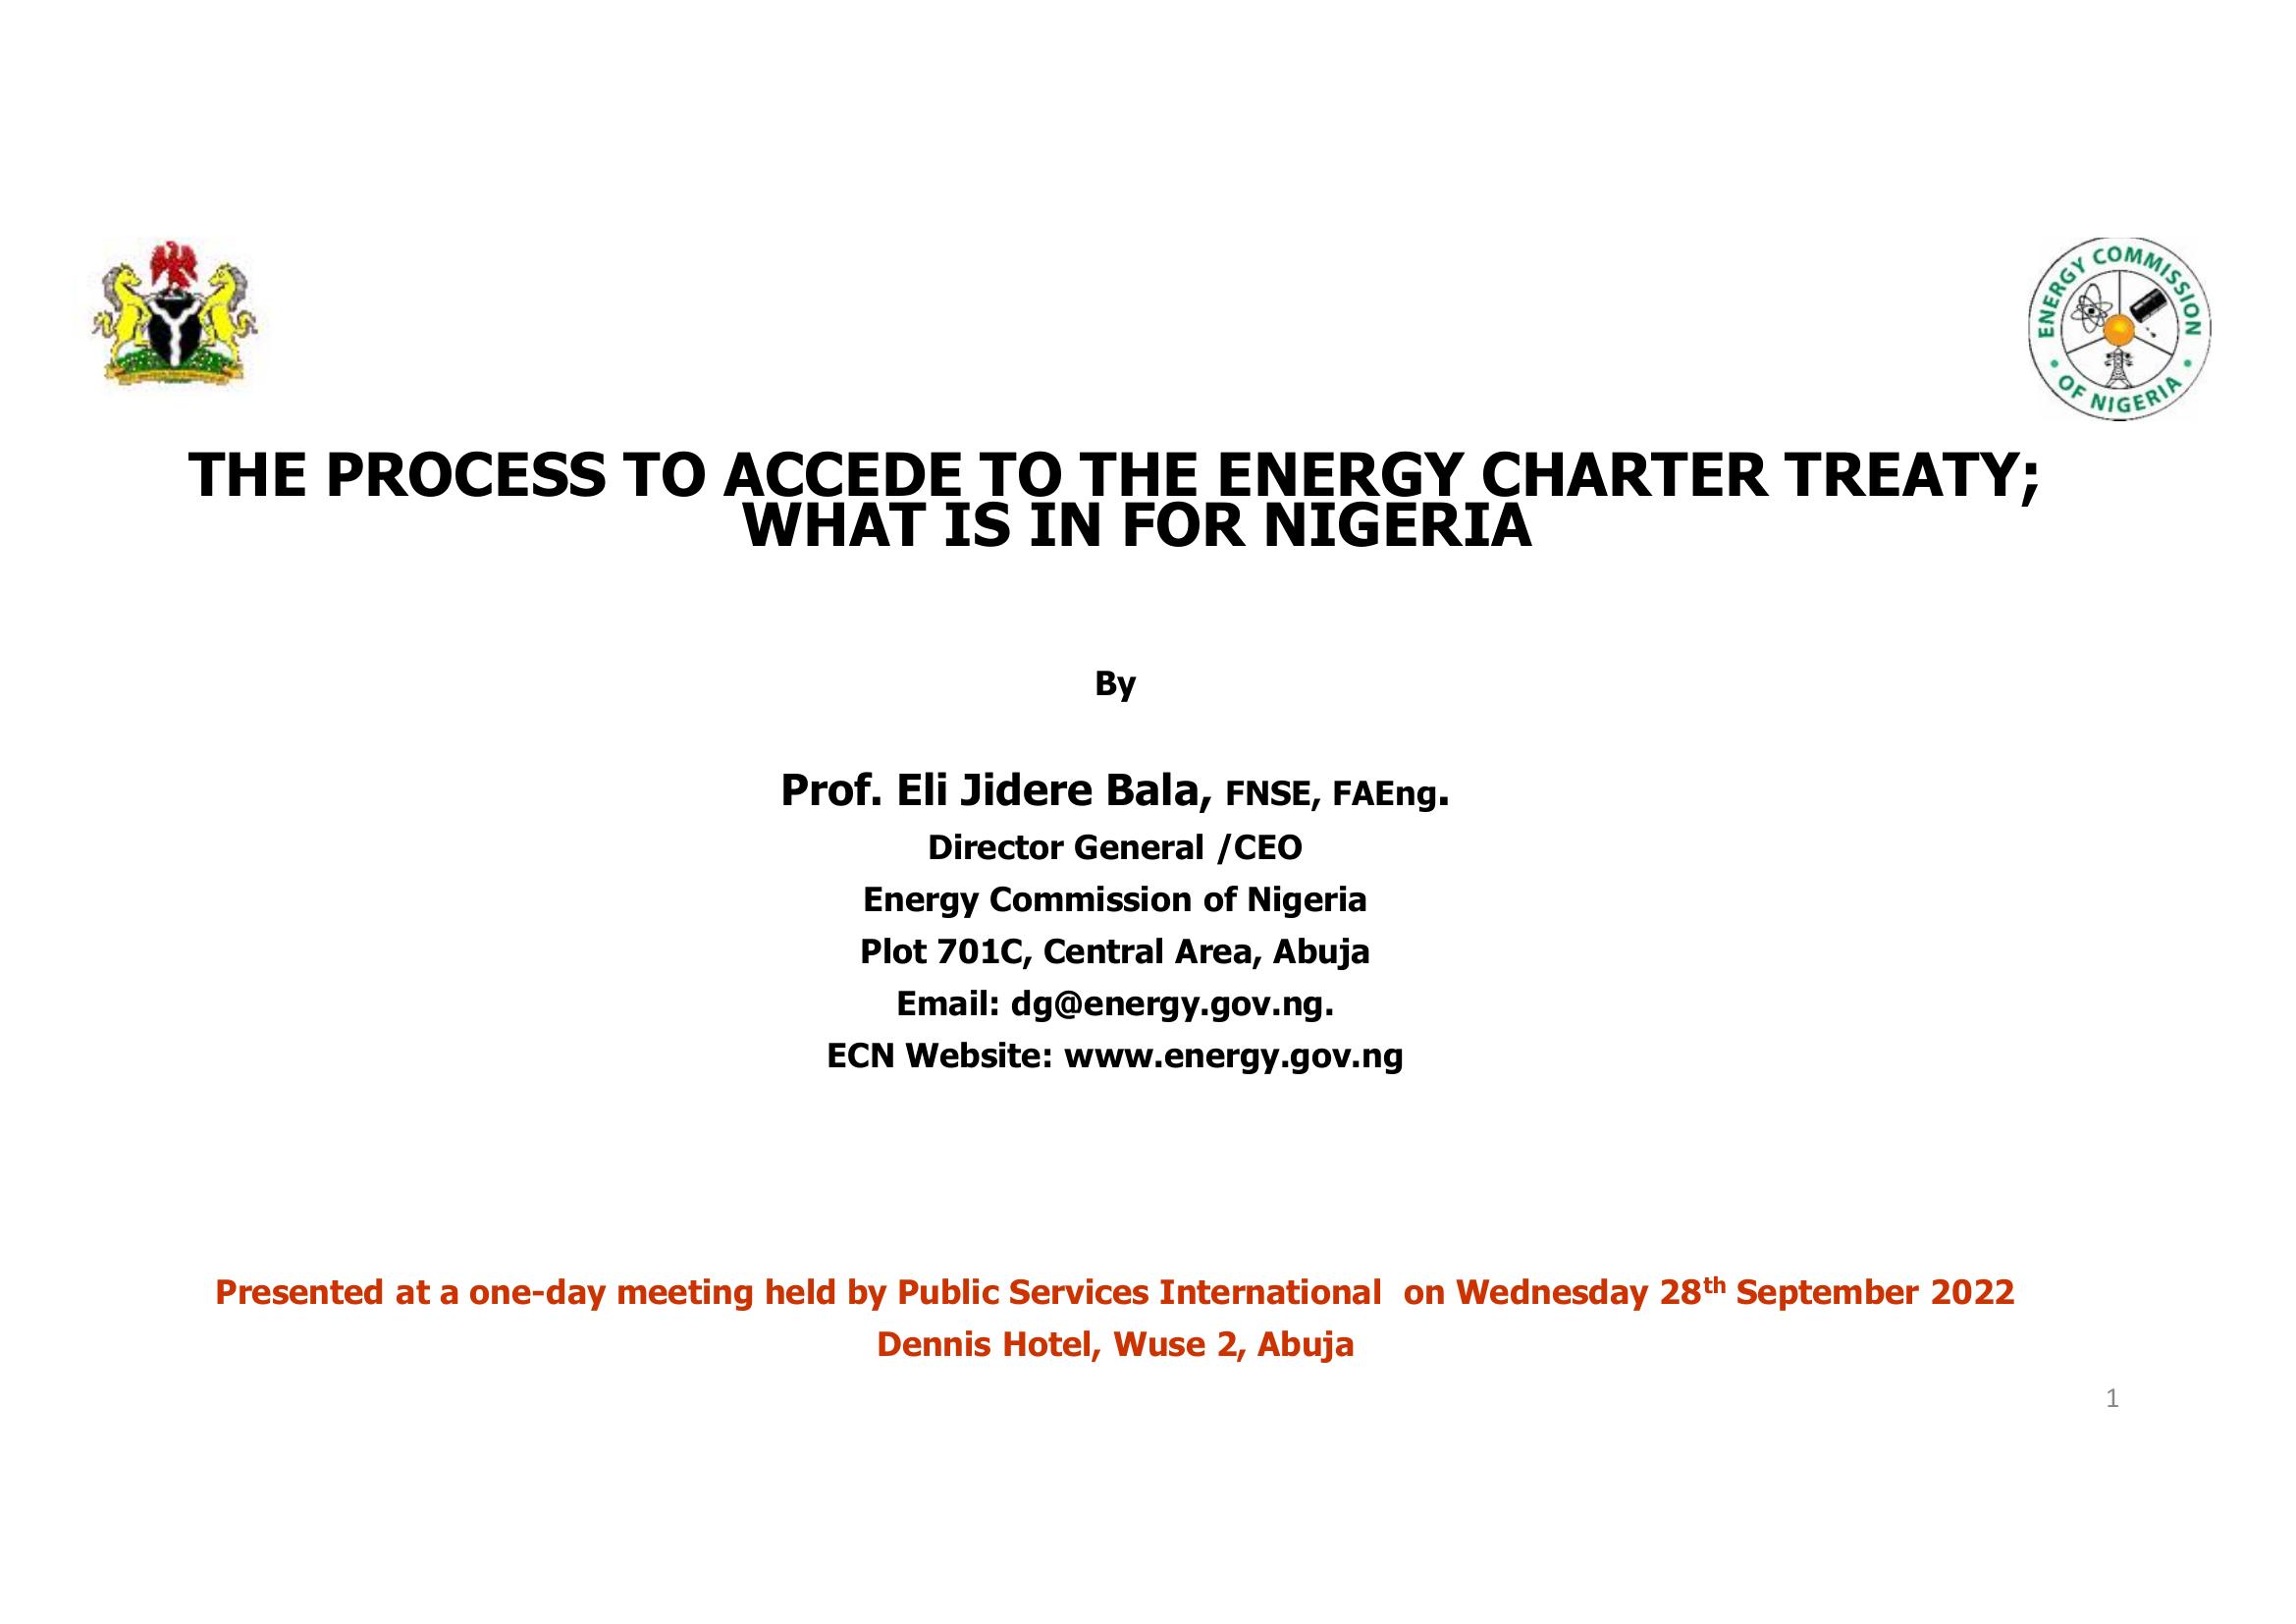 ENERGY COMMISSION
OF NIGERIA
THE PROCESS TO ACCEDE TO THE ENERGY CHARTER TREATY;
WHAT IS IN FOR NIGERIA
By
Prof. Eli Jidere Bala, FNSE, FAEng.
Director General /CEO
Energy Commission of Nigeria
Plot 701C, Central Area, Abuja
Email: dg@energy.gov.ng.
ECN Website: www.energy.gov.ng
Presented at a one-day meeting held by Public Services International on Wednesday 28th September 2022
Dennis Hotel, Wuse 2, Abuja
1